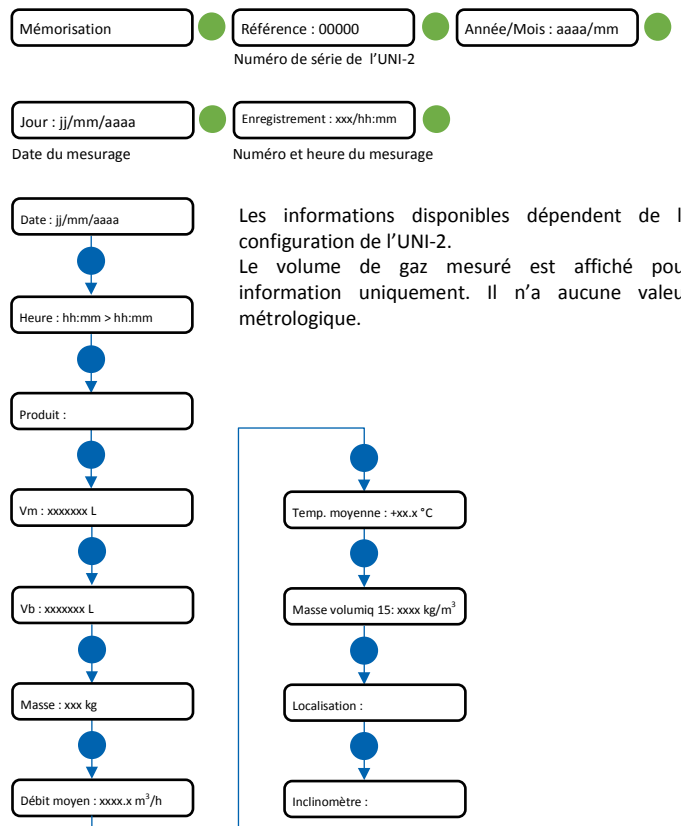 Mémorisation
Référence : 00000
Année/Mois : aaaa/mm
Numéro de série de l'UNI-2
Jour : jj/mm/aaaa
Enregistrement : xxx/hh:mm
Date du mesurage
Numéro et heure du mesurage
Date : jj/mm/aaaa
Les informations disponibles dépendent de l
configuration de l'UNI-2.
Le volume de gaz mesuré est affiché pou
information uniquement. Il n'a aucune valeu
métrologique.
Heure : hh:mm > hh:mm
Produit :
Vm : xxxxxxx L
Vb : xxxxxxx L
Masse : xxx kg
Débit moyen : xxxx.x m³/h
Temp. moyenne : +xx.x °C
Masse volumiq 15: xxxx kg/m³
Localisation :
Inclinomètre :